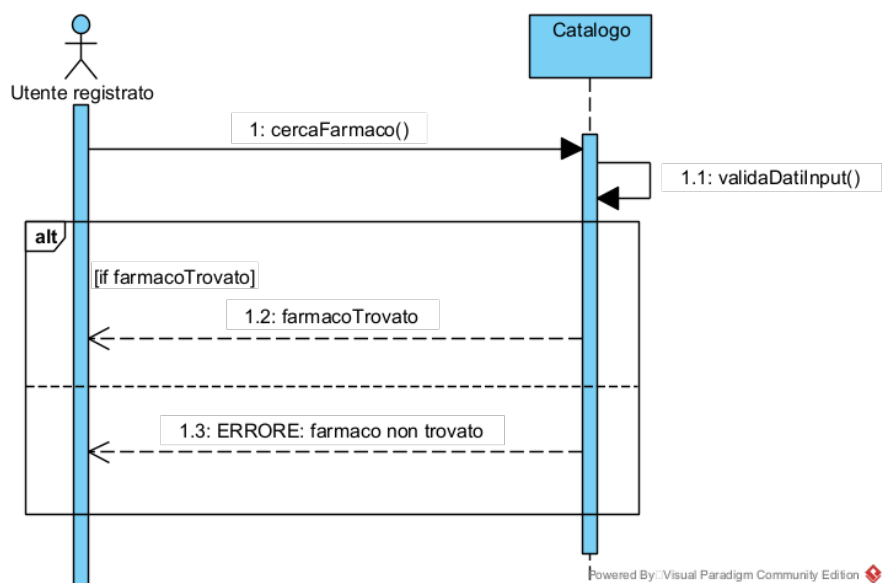 Catalogo
Utente registrato
1: cercaFarmaco()
1.1: validaDatiInput()
alt
[if farmacoTrovato]
1.2: farmacoTrovato
1.3: ERRORE: farmaco non trovato
Powered By Visual Paradigm Community Edition